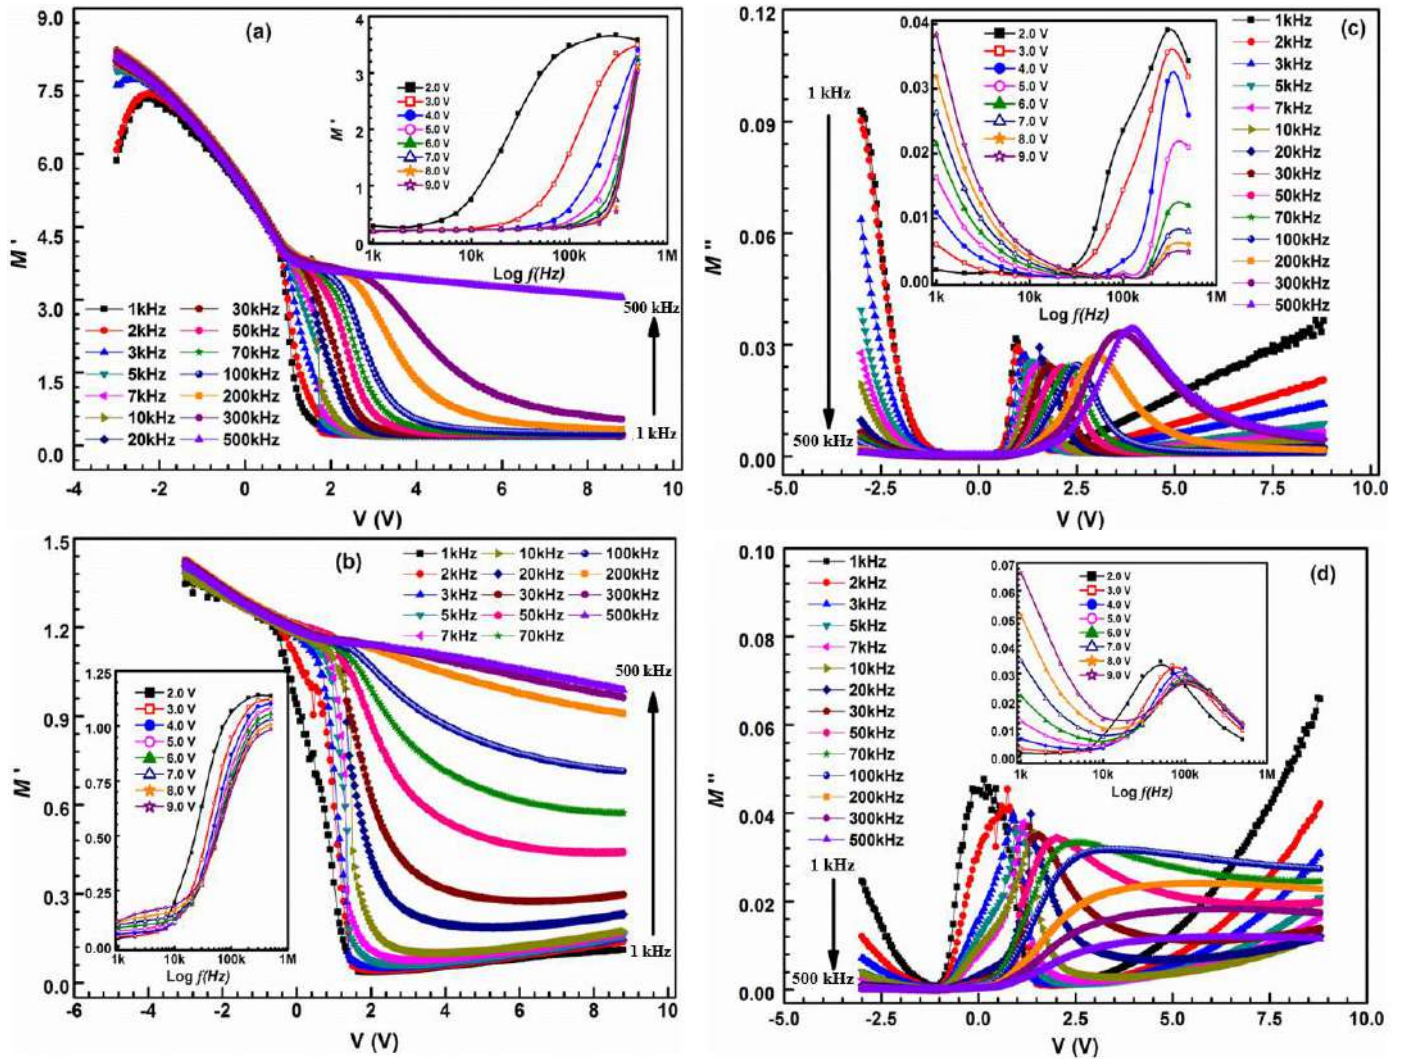 (a)
9.0
7.5
6.0
4.5
3.0
1.5
0.0
M'
-4
-2
0
2
4
6
8
10
V (V)
1kHz
2kHz
3kHz
5kHz
7kHz
10kHz
20kHz
30kHz
50kHz
70kHz
100kHz
200kHz
300kHz
500kHz
500 kHz
1 kHz
4
3
2
1
0
M'
2.0 V
3.0 V
4.0 V
5.0 V
6.0 V
7.0 V
8.0 V
9.0 V
1k
10k
100k
1M
Log f(Hz)
(c)
0.12
0.09
0.06
0.03
0.00
M"
-5.0
-2.5
0.0
2.5
5.0
7.5
10.0
V (V)
1 kHz
500 kHz
1kHz
2kHz
3kHz
5kHz
7kHz
10kHz
20kHz
30kHz
50kHz
70kHz
100kHz
200kHz
300kHz
500kHz
0.04
0.03
0.02
0.01
0.00
2.0 V
3.0 V
4.0 V
5.0 V
6.0 V
7.0 V
8.0 V
9.0 V
1k
10k
100k
1M
Log f(Hz)
(b)
1.5
1.2
0.9
0.6
0.3
0.0
M'
-6
-4
-2
0
2
4
6
8
10
V (V)
1kHz
2kHz
3kHz
5kHz
7kHz
10kHz
20kHz
30kHz
50kHz
70kHz
100kHz
200kHz
300kHz
500kHz
500 kHz
1 kHz
1.25
1.00
0.75
0.50
0.25
0.00
2.0 V
3.0 V
4.0 V
5.0 V
6.0 V
7.0 V
8.0 V
9.0 V
1k
10k
100k
1M
Log f(Hz)
(d)
0.10
0.08
0.06
0.04
0.02
0.00
M"
-5.0
-2.5
0.0
2.5
5.0
7.5
10.0
V (V)
1kHz
2kHz
3kHz
5kHz
7kHz
10kHz
20kHz
30kHz
50kHz
70kHz
100kHz
200kHz
300kHz
500kHz
1 kHz
500 kHz
0.07
0.06
0.05
0.04
0.03
0.02
0.01
0.00
2.0 V
3.0 V
4.0 V
5.0 V
6.0 V
7.0 V
8.0 V
9.0 V
1k
10k
100k
1M
Log f(Hz)